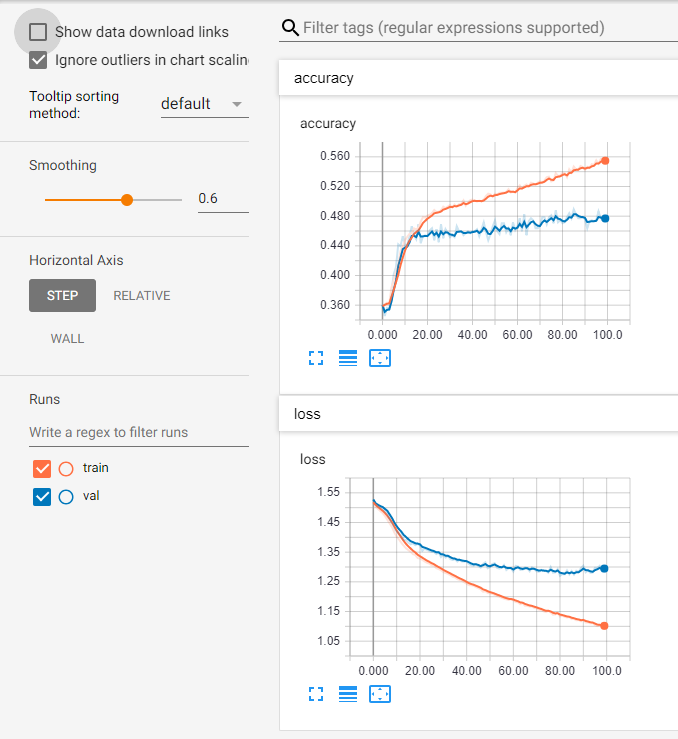 Show data download links
Ignore outliers in chart scalin
Tooltip sorting
method:
default
Smoothing
0.6
Horizontal Axis
STEP
RELATIVE
WALL
Runs
Write a regex to filter runs
train
val
Filter tags (regular expressions supported)
accuracy
accuracy
0.560
0.520
0.480
0.440
0.400
0.360
0.000 20.00 40.00 60.00 80.00 100.0
loss
loss
1.55
1.45
1.35
1.25
1.15
1.05
0.000 20.00 40.00 60.00 80.00 100.0